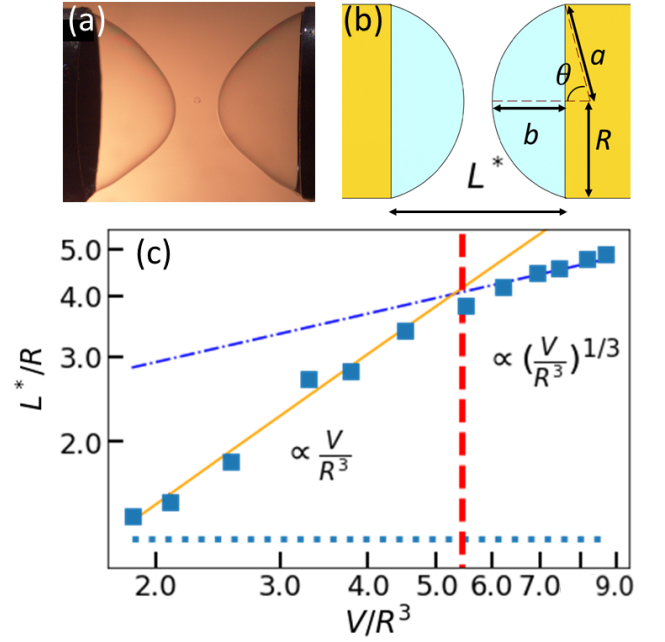 (a)
(b)
θ
a
b
R
L*
(c)
5.0
4.0
3.0
2.0
L*/R
∝ V/R³
∝ (V/R³)^1/3
2.0 3.0 4.0 5.0 6.0 7.0 9.0
V/R³